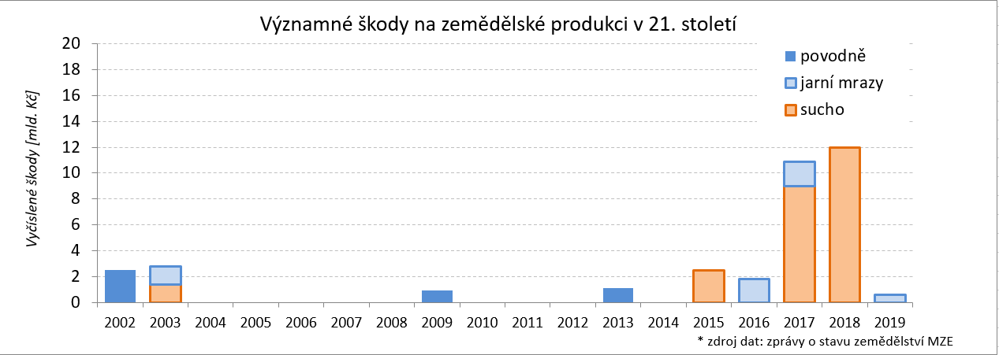 Významné škody na zemědělské produkci v 21. století
Vyčíslené škody [mld. Kč]
20
18
16
14
12
10
8
6
4
2
0
povodně
jarní mrazy
sucho
2002 2003 2004 2005 2006 2007 2008 2009 2010 2011 2012 2013 2014 2015 2016 2017 2018 2019
* zdroj dat: zprávy o stavu zemědělství MZE